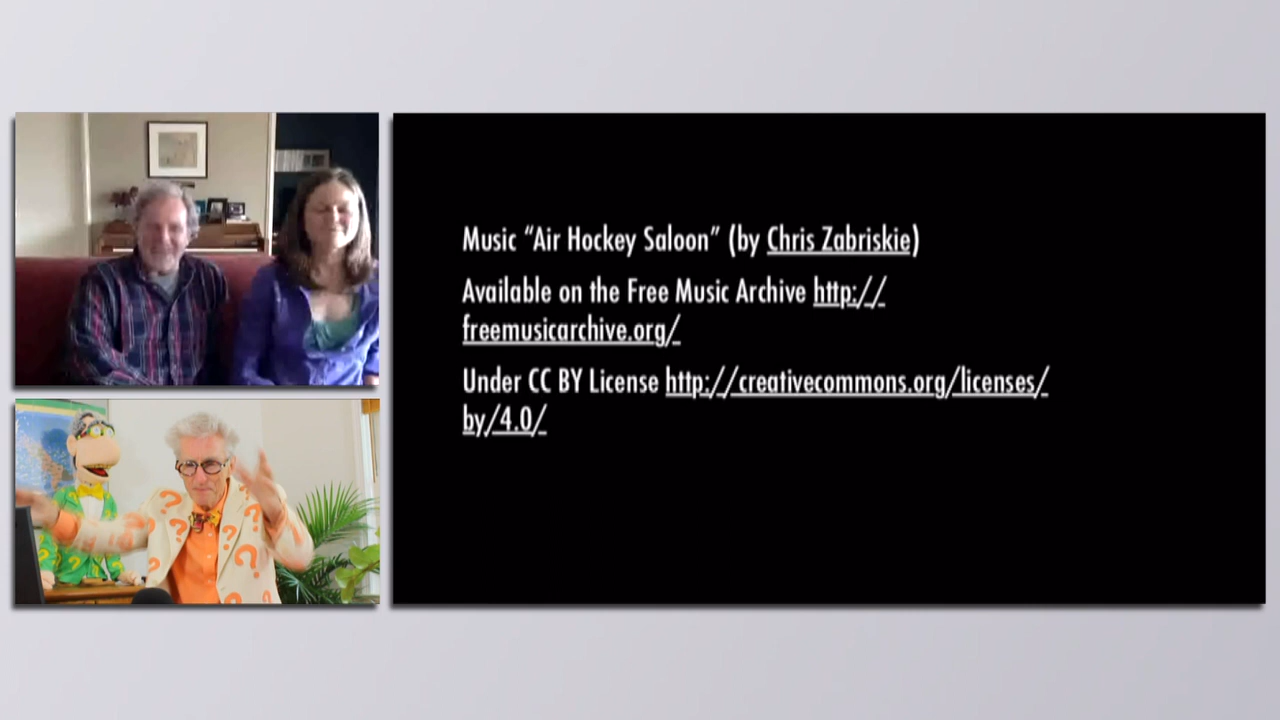 Music “Air Hockey Saloon” (by Chris Zabriskie)
Available on the Free Music Archive http://
freemusicarchive.org/
Under CC BY License http://creativecommons.org/licenses/
by/4.0/